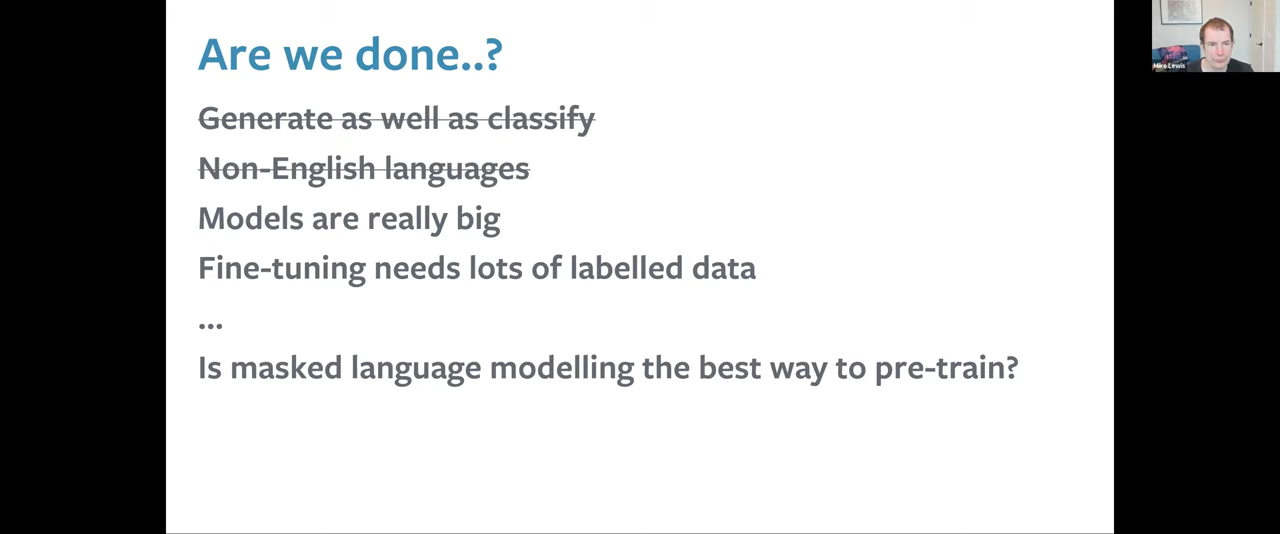 Are we done..?
Generate as well as classify
Non-English languages
Models are really big
Fine-tuning needs lots of labelled data
...
Is masked language modelling the best way to pre-train?
Mike Lewis